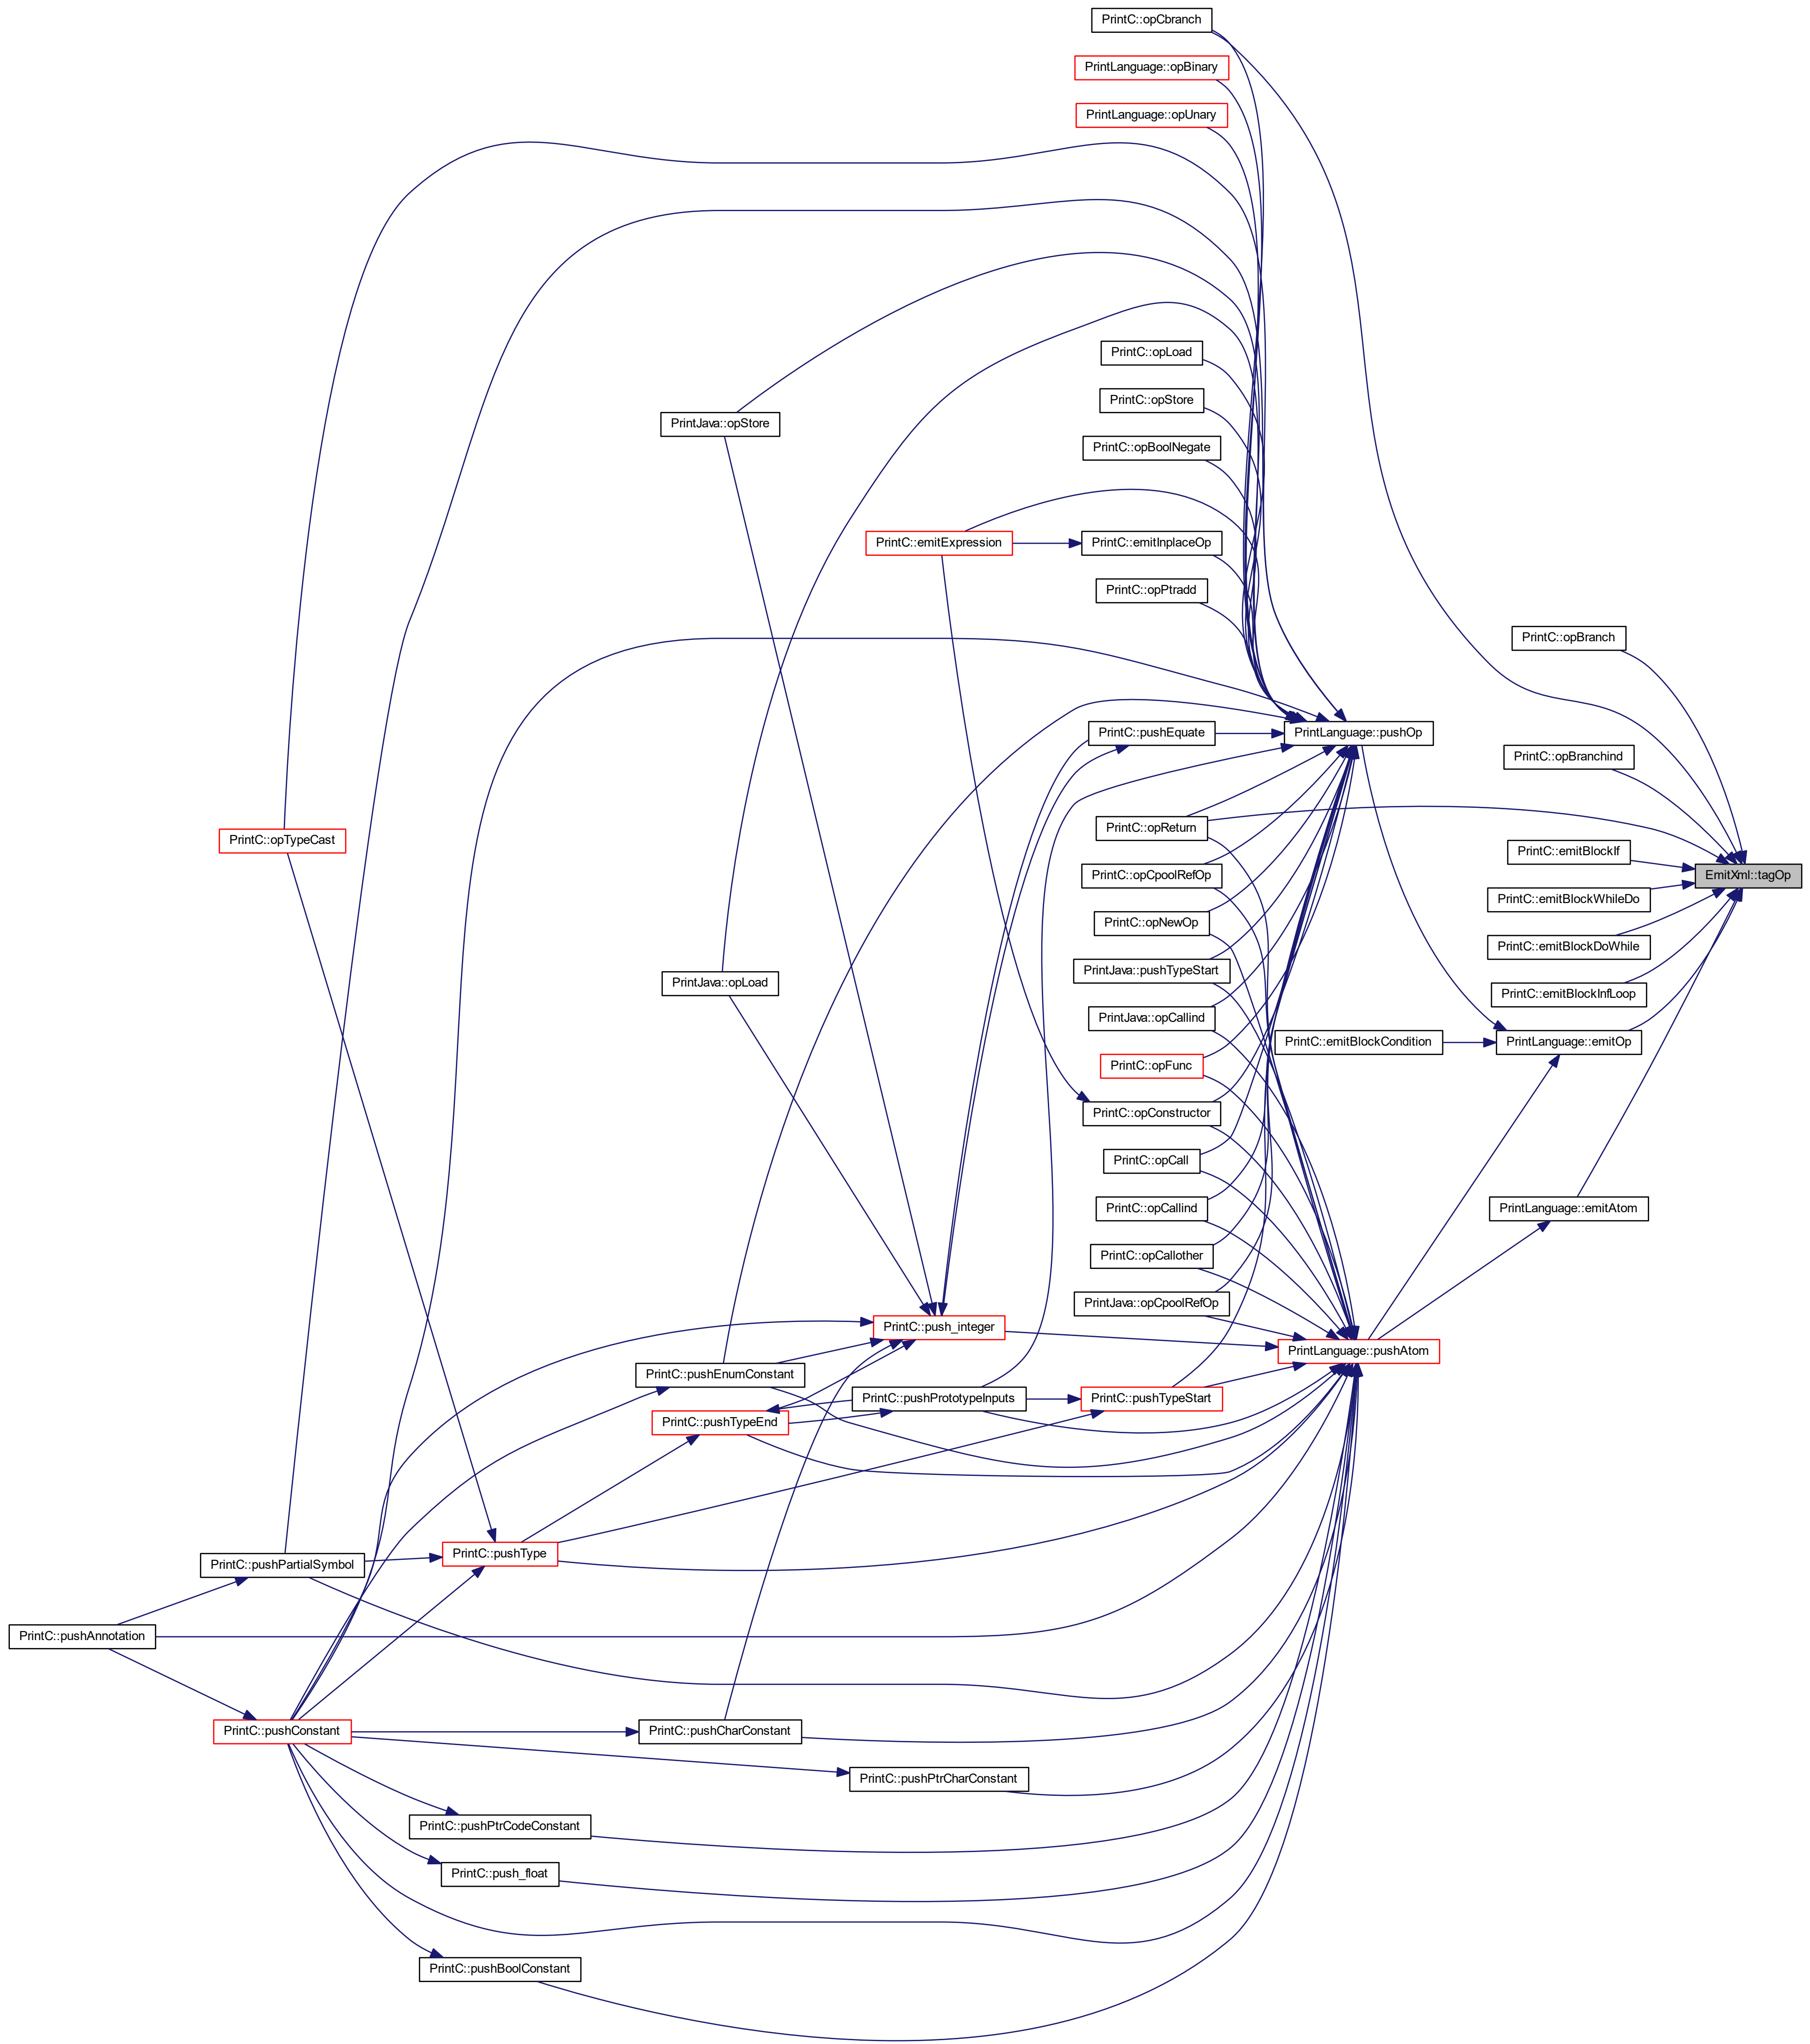 PrintC::opCbranch
PrintLanguage::opBinary
PrintLanguage::opUnary
PrintC::opLoad
PrintC::opStore
PrintJava::opStore
PrintC::opBoolNegate
PrintC::emitExpression
PrintC::emitInplaceOp
PrintC::opPtradd
PrintC::opBranch
PrintC::pushEquate
PrintLanguage::pushOp
PrintC::opBranchind
PrintC::opReturn
PrintC::opTypeCast
PrintC::emitBlockIf
PrintC::opCpoolRefOp
EmitXml::tagOp
PrintC::emitBlockWhileDo
PrintC::opNewOp
PrintC::emitBlockDoWhile
PrintJava::pushTypeStart
PrintJava::opLoad
PrintC::emitBlockInfLoop
PrintJava::opCallind
PrintC::emitBlockCondition
PrintLanguage::emitOp
PrintC::opFunc
PrintC::opConstructor
PrintC::opCall
PrintC::opCallind
PrintLanguage::emitAtom
PrintC::opCallother
PrintJava::opCpoolRefOp
PrintC::push_integer
PrintLanguage::pushAtom
PrintC::pushEnumConstant
PrintC::pushPrototypeInputs
PrintC::pushTypeStart
PrintC::pushTypeEnd
PrintC::pushType
PrintC::pushPartialSymbol
PrintC::pushAnnotation
PrintC::pushConstant
PrintC::pushCharConstant
PrintC::pushPtrCharConstant
PrintC::pushPtrCodeConstant
PrintC::push_float
PrintC::pushBoolConstant